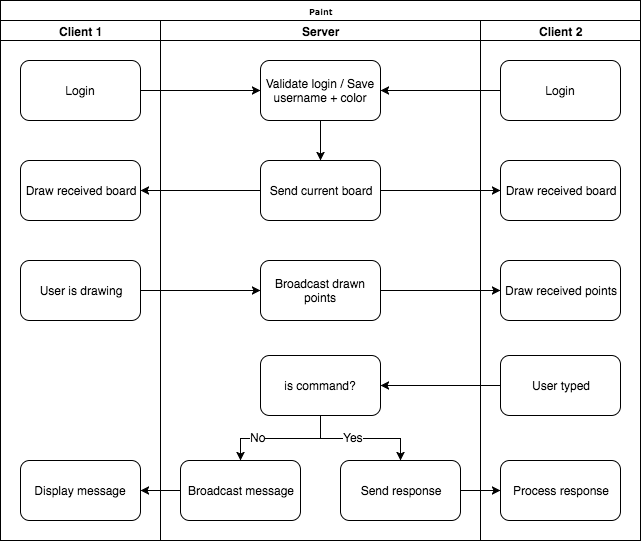 Paint
Client 1
Server
Client 2
Login
Validate login / Save
username + color
Login
Draw received board
Send current board
Draw received board
User is drawing
Broadcast drawn
points
Draw received points
is command?
User typed
No
Yes
Display message
Broadcast message
Send response
Process response